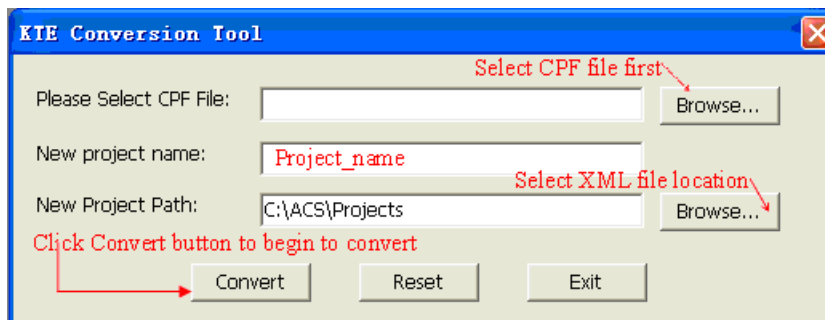 KTE Conversion Tool
Select CPF file first
Please Select CPF File:
Browse...
New project name:
Project_name
Select XML file location
New Project Path:
C:\ACS\Projects
Browse...
Click Convert button to begin to convert
Convert
Reset
Exit